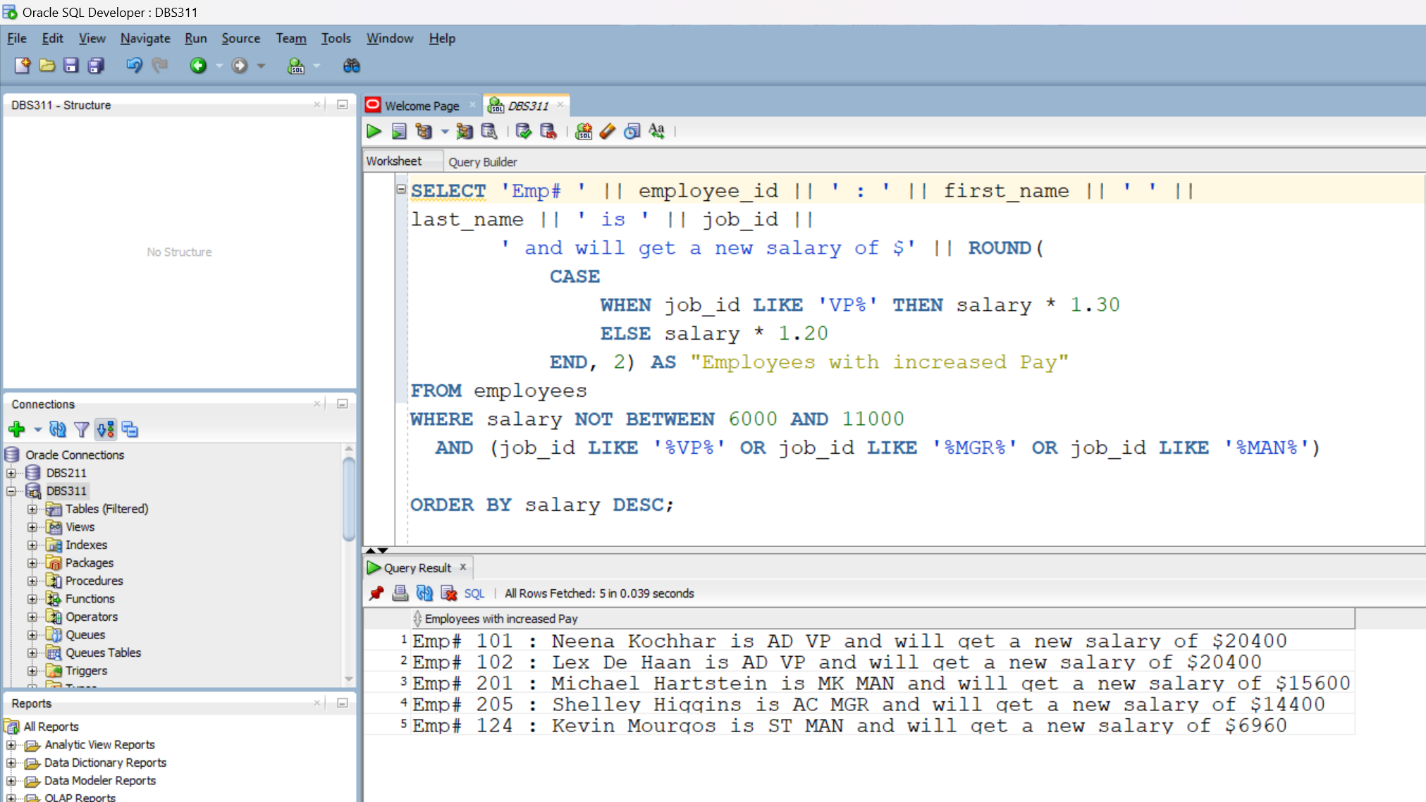 Oracle SQL Developer : DBS311
File Edit View Navigate Run Source Team Tools Window Help
DBS311 - Structure
No Structure
Connections
Oracle Connections
DBS211
DBS311
Tables (Filtered)
Views
Indexes
Packages
Procedures
Functions
Operators
Queues
Queues Tables
Triggers
Reports
All Reports
Analytic View Reports
Data Dictionary Reports
Data Modeler Reports
OLAP Reports
Welcome Page
DBS311
Worksheet Query Builder
SELECT 'Emp# ' || employee_id || ' : ' || first_name || ' ' ||
last_name || ' is ' || job_id ||
' and will get a new salary of $' || ROUND(
CASE
WHEN job_id LIKE 'VP%' THEN salary * 1.30
ELSE salary * 1.20
END, 2) AS "Employees with increased Pay"
FROM employees
WHERE salary NOT BETWEEN 6000 AND 11000
AND (job_id LIKE '%VP%' OR job_id LIKE '%MGR%' OR job_id LIKE '%MAN%')
ORDER BY salary DESC;
Query Result
SQL | All Rows Fetched: 5 in 0.039 seconds
Employees with increased Pay
1 Emp# 101 : Neena Kochhar is AD VP and will get a new salary of $20400
2 Emp# 102 : Lex De Haan is AD VP and will get a new salary of $20400
3 Emp# 201 : Michael Hartstein is MK MAN and will get a new salary of $15600
4 Emp# 205 : Shelley Higgins is AC MGR and will get a new salary of $14400
5 Emp# 124 : Kevin Mourgos is ST MAN and will get a new salary of $6960